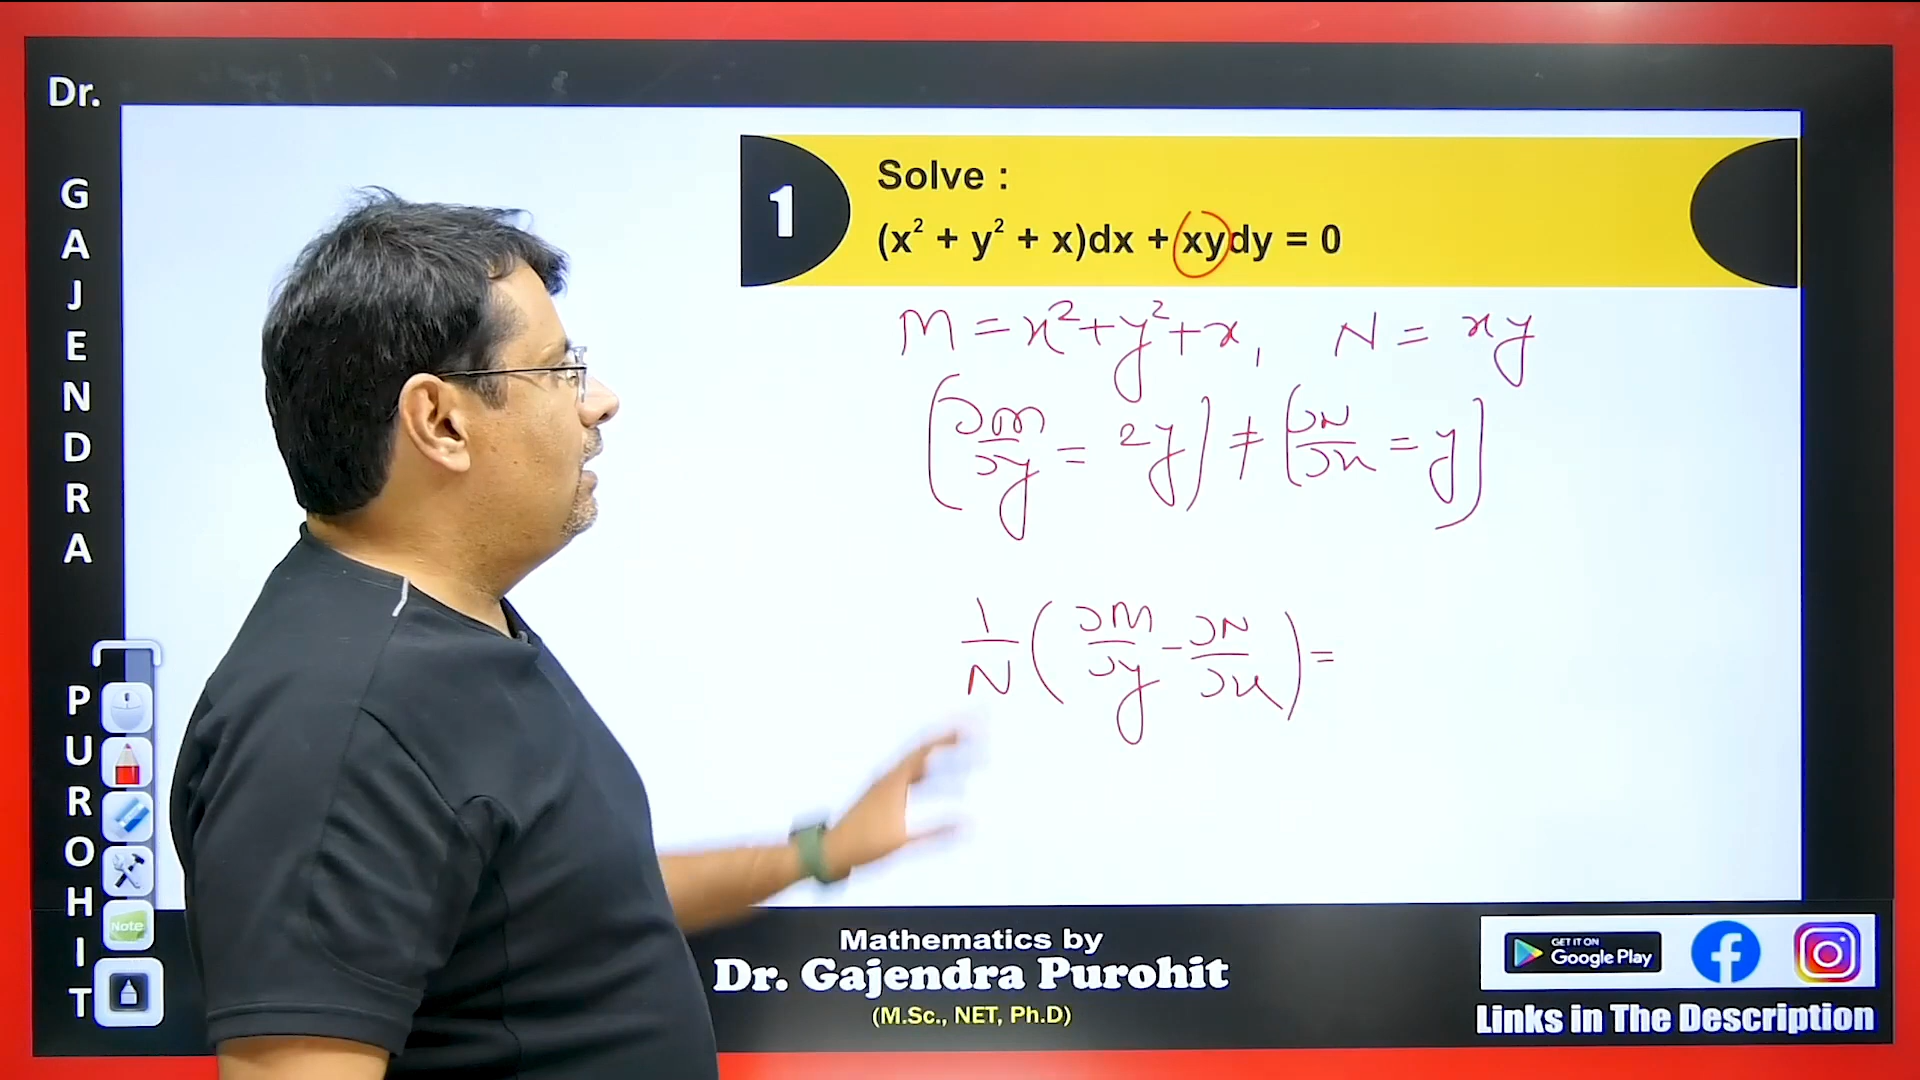 Dr.
GAJENDRA
PUROHIT
1
Solve :
(x² + y² + x)dx + xydy = 0
M = x² + y² + x, N = xy
(∂M/∂y = 2y) ≠ (∂N/∂x = y)
1/N (∂M/∂y - ∂N/∂x) =
Note
Mathematics by
Dr. Gajendra Purohit
(M.Sc., NET, Ph.D)
GET IT ON
Google Play
Links in The Description